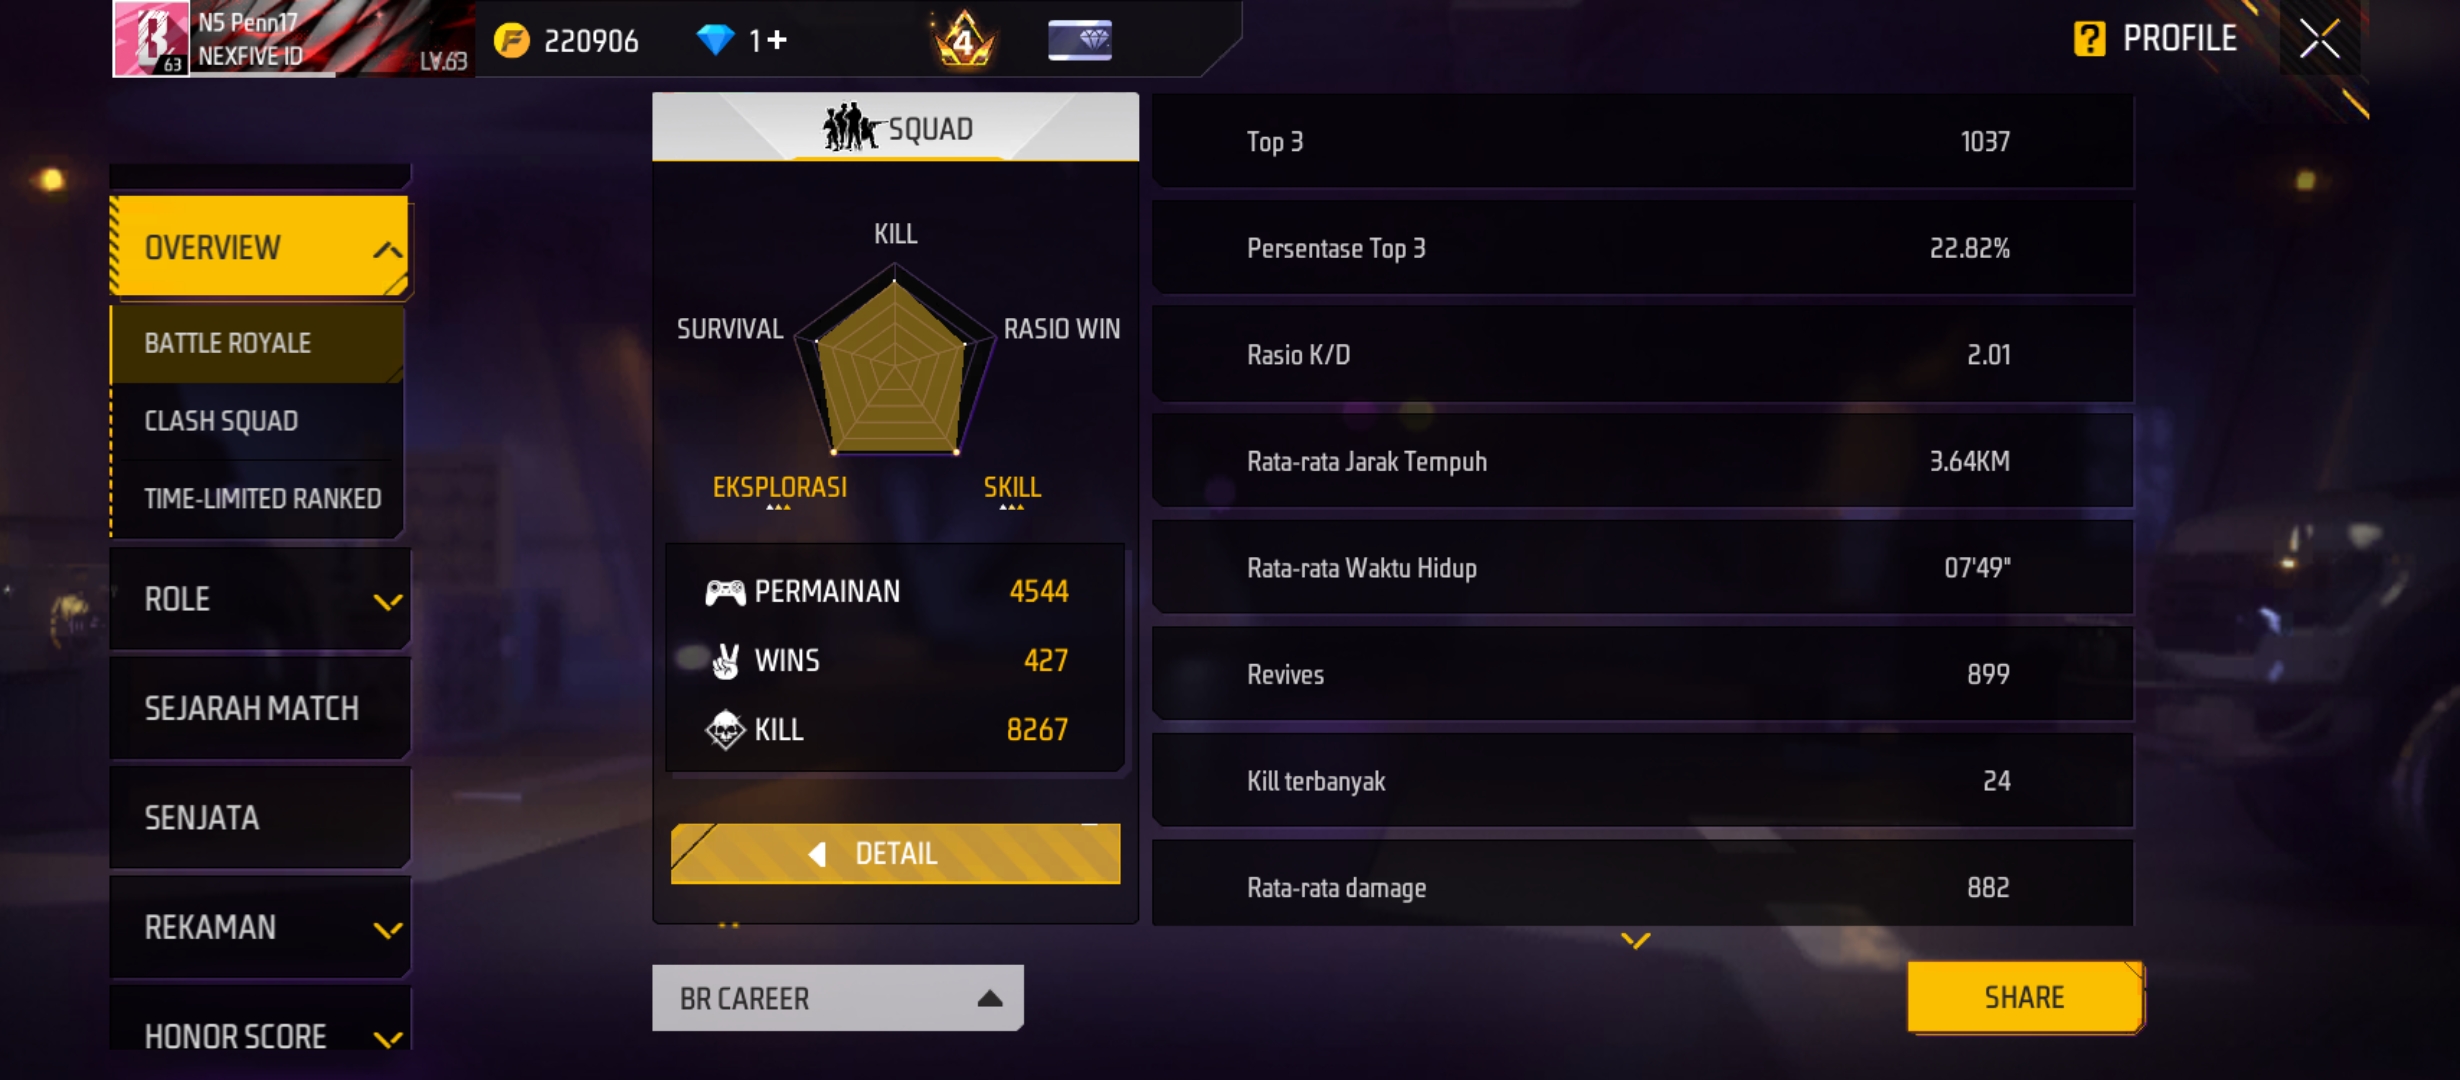 N5 Penn17
NEXFIVE ID
63
LV.63
220906
1+
4
? PROFILE
OVERVIEW
BATTLE ROYALE
CLASH SQUAD
TIME-LIMITED RANKED
ROLE
SEJARAH MATCH
SENJATA
REKAMAN
HONOR SCORE
SQUAD
KILL
SURVIVAL
RASIO WIN
EKSPLORASI
SKILL
PERMAINAN 4544
WINS 427
KILL 8267
DETAIL
BR CAREER
Top 3 1037
Persentase Top 3 22.82%
Rasio K/D 2.01
Rata-rata Jarak Tempuh 3.64KM
Rata-rata Waktu Hidup 07'49"
Revives 899
Kill terbanyak 24
Rata-rata damage 882
SHARE